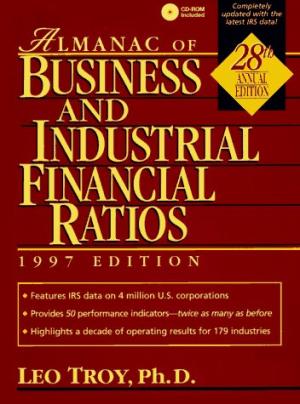 CD-ROM
Included
Completely
updated with the
latest IRS data!
28th
ANNUAL
EDITION
ALMANAC OF
BUSINESS
AND
INDUSTRIAL
FINANCIAL
RATIOS
1997 EDITION
• Features IRS data on 4 million U.S. corporations
• Provides 50 performance indicators—twice as many as before
• Highlights a decade of operating results for 179 industries
LEO TROY, Ph.D.